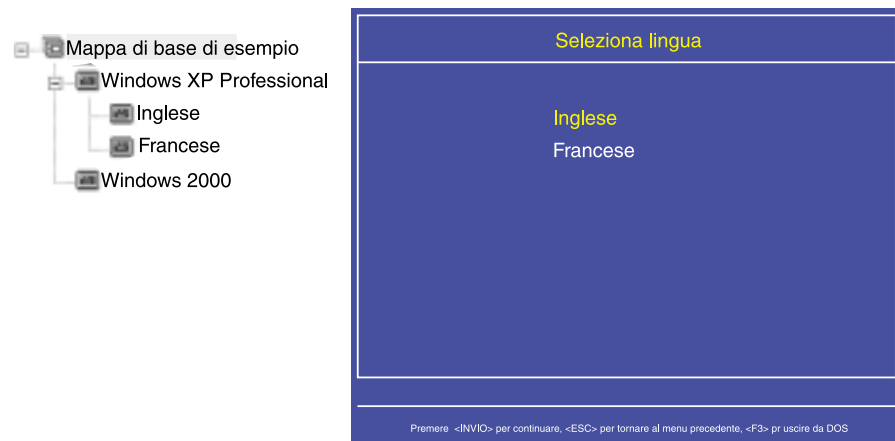 Mappa di base di esempio
Windows XP Professional
Inglese
Francese
Windows 2000
Seleziona lingua
Inglese
Francese
Premere <INVIO> per continuare, <ESC> per tornare al menu precedente, <F3> pr uscire da DOS